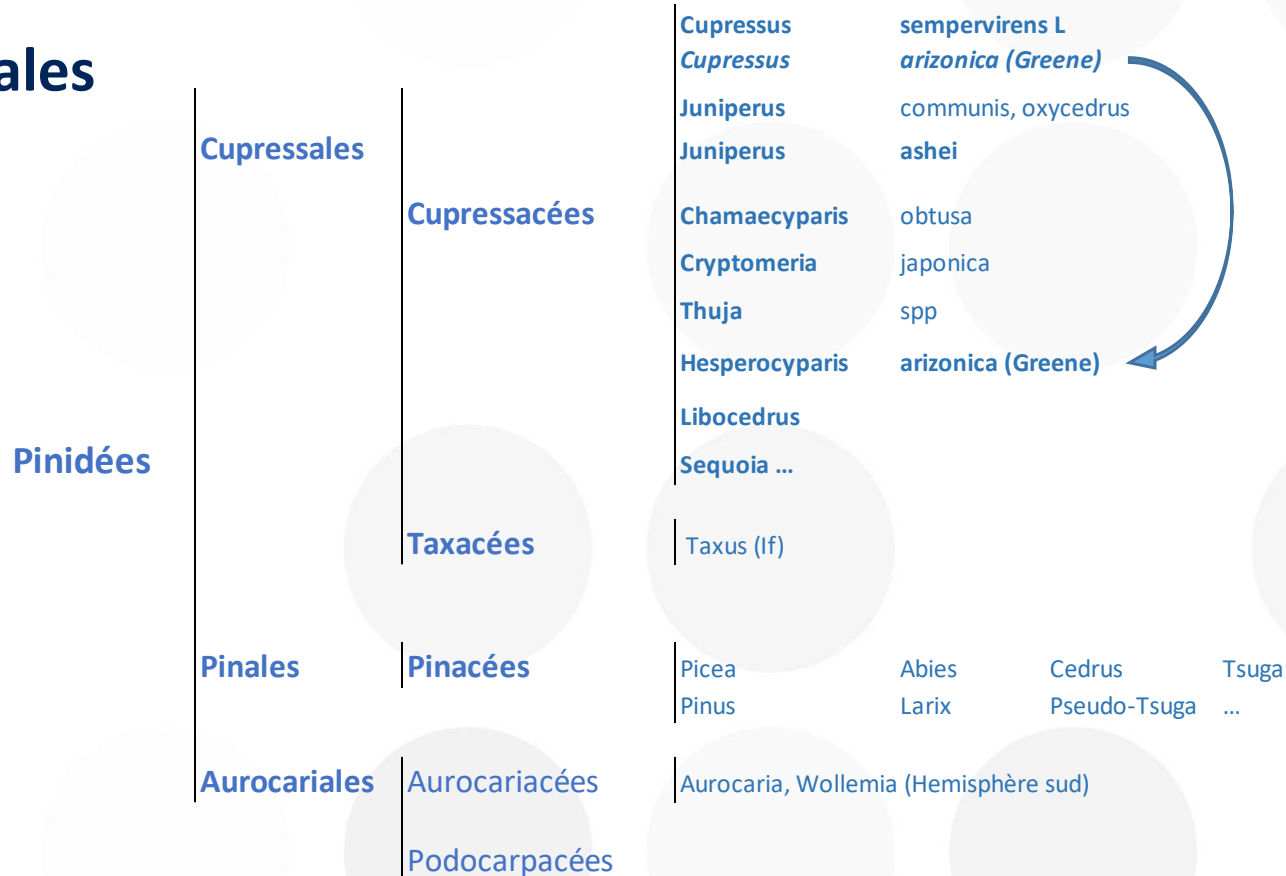 ales
Cupressus sempervirens L
Cupressus arizonica (Greene)
Juniperus communis, oxycedrus
Cupressales
Juniperus ashei
Cupressacées
Chamaecyparis obtusa
Cryptomeria japonica
Thuja spp
Hesperocyparis arizonica (Greene)
Libocedrus
Pinidées
Sequoia ...
Taxacées
Taxus (If)
Pinales
Pinacées
Picea Abies Cedrus Tsuga
Pinus Larix Pseudo-Tsuga ...
Aurocariales
Aurocariacées
Aurocaria, Wollemia (Hemisphère sud)
Podocarpacées